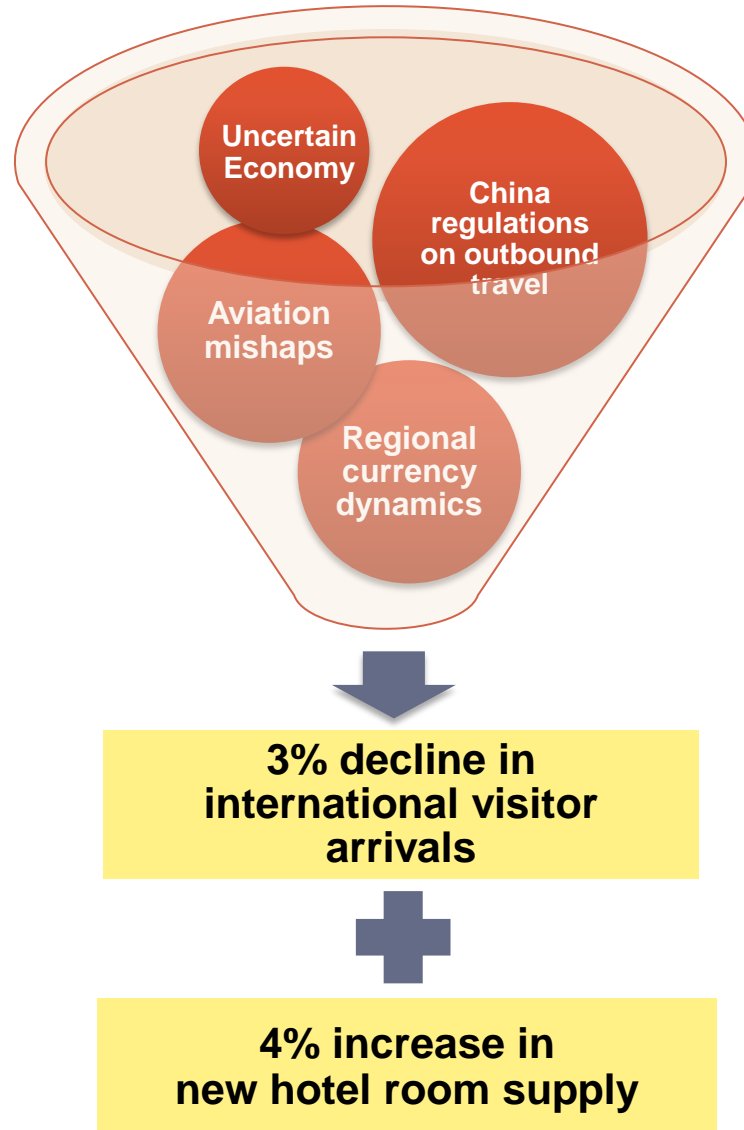 Uncertain
Economy
China
regulations
on outbound
travel
Aviation
mishaps
Regional
currency
dynamics
3% decline in
international visitor
arrivals
4% increase in
new hotel room supply